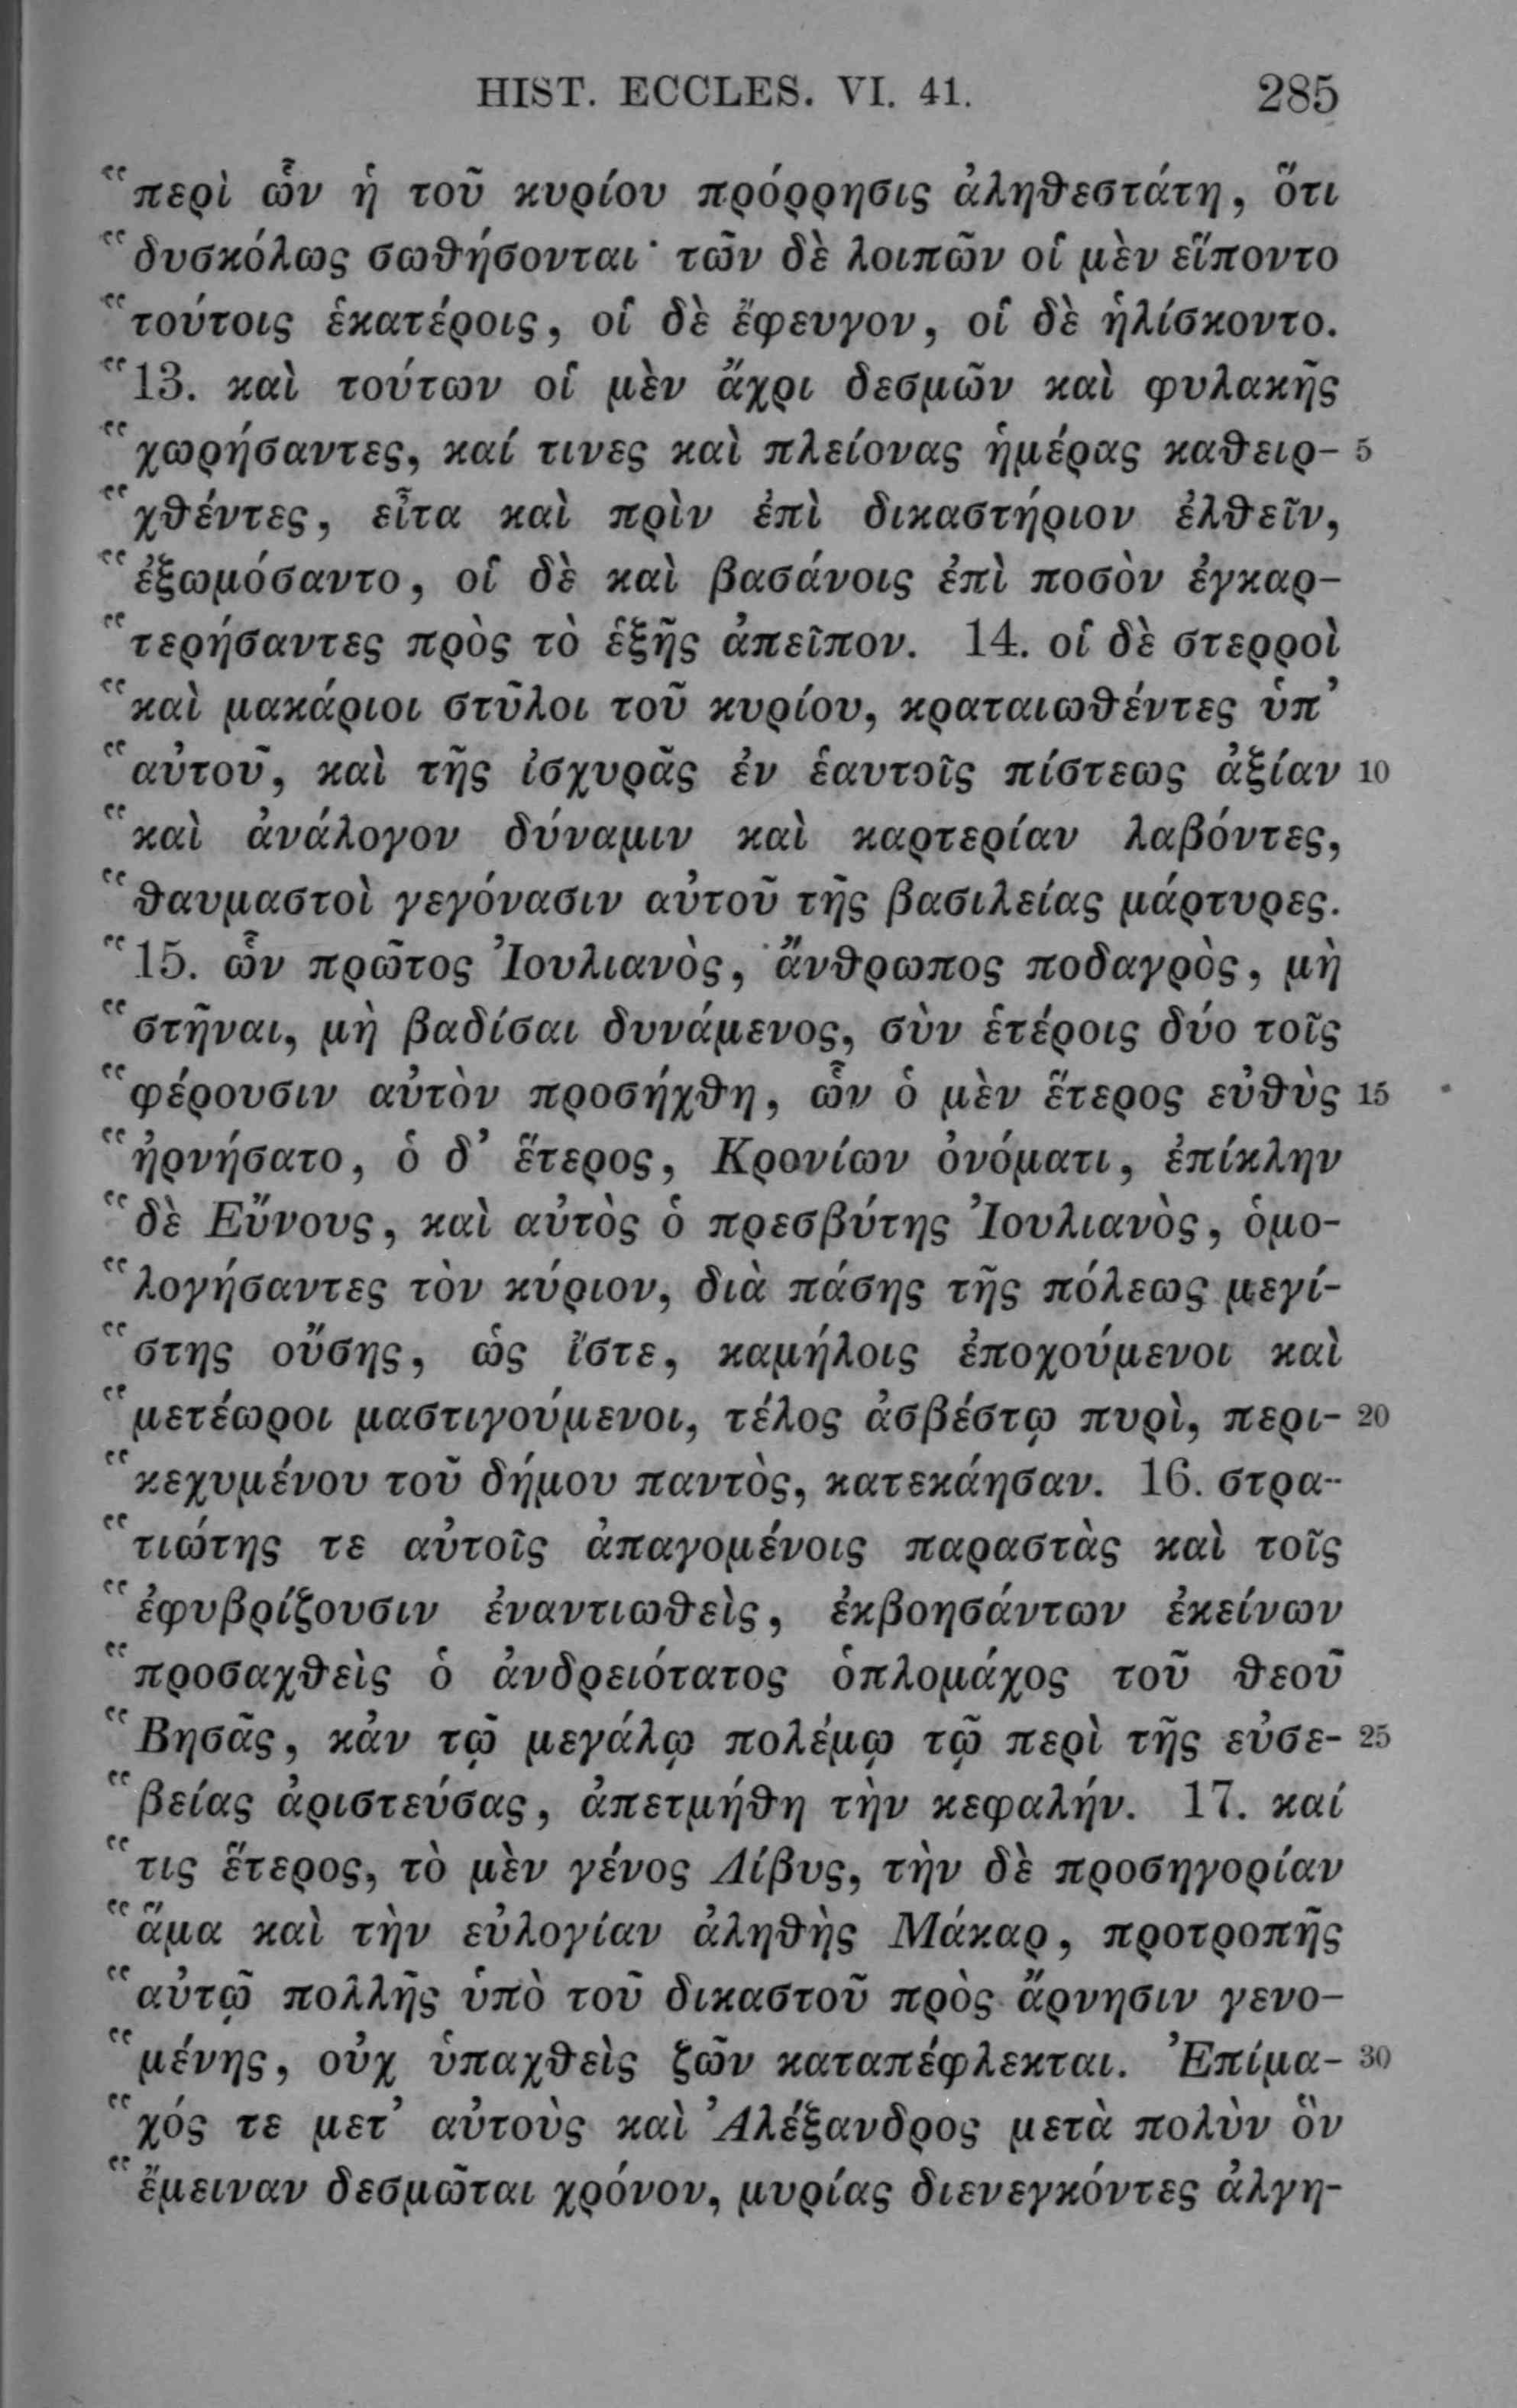 HIST. ECCLES. VI. 41. 285
“περὶ ὧν ἡ τοῦ κυρίου πρόρρησις ἀληθεστάτη, ὅτι
“δυσκόλως σωθήσονται· τῶν δὲ λοιπῶν οἱ μὲν εἵποντο
“τούτοις ἑκατέροις, οἱ δὲ ἔφευγον, οἱ δὲ ἡλίσκοντο.
“13. καὶ τούτων οἱ μὲν ἄχρι δεσμῶν καὶ φυλακῆς
“χωρήσαντες, καί τινες καὶ πλείονας ἡμέρας καθειρ- 5
“χθέντες, εἶτα καὶ πρὶν ἐπὶ δικαστήριον ἐλθεῖν,
“ἐξωμόσαντο, οἱ δὲ καὶ βασάνοις ἐπὶ ποσὸν ἐγκαρ-
“τερήσαντες πρὸς τὸ ἑξῆς ἀπεῖπον. 14. οἱ δὲ στερροὶ
“καὶ μακάριοι στῦλοι τοῦ κυρίου, κραταιωθέντες ὑπ’
“αὐτοῦ, καὶ τῆς ἰσχυρᾶς ἐν ἑαυτοῖς πίστεως ἀξίαν 10
“καὶ ἀνάλογον δύναμιν καὶ καρτερίαν λαβόντες,
“θαυμαστοὶ γεγόνασιν αὐτοῦ τῆς βασιλείας μάρτυρες.
“15. ὧν πρῶτος Ἰουλιανὸς, ἄνθρωπος ποδαγρὸς, μὴ
“στῆναι, μὴ βαδίσαι δυνάμενος, σὺν ἑτέροις δύο τοῖς
“φέρουσιν αὐτὸν προσήχθη, ὧν ὁ μὲν ἕτερος εὐθὺς 15
“ἠρνήσατο, ὁ δ’ ἕτερος, Κρονίων ὀνόματι, ἐπίκλην
“δὲ Εὔνους, καὶ αὐτὸς ὁ πρεσβύτης Ἰουλιανὸς, ὁμο-
“λογήσαντες τὸν κύριον, διὰ πάσης τῆς πόλεως μεγί-
“στης οὔσης, ὡς ἴστε, καμήλοις ἐποχούμενοι καὶ
“μετέωροι μαστιγούμενοι, τέλος ἀσβέστῳ πυρὶ, περι- 20
“κεχυμένου τοῦ δήμου παντὸς, κατεκάησαν. 16. στρα-
“τιώτης τε αὐτοῖς ἀπαγομένοις παραστὰς καὶ τοῖς
“ἐφυβρίζουσιν ἐναντιωθεὶς, ἐκβοησάντων ἐκείνων
“προσαχθεὶς ὁ ἀνδρειότατος ὁπλομάχος τοῦ θεοῦ
“Βησᾶς, κἀν τῷ μεγάλῳ πολέμῳ τῷ περὶ τῆς εὐσε- 25
“βείας ἀριστεύσας, ἀπετμήθη τὴν κεφαλήν. 17. καί
“τις ἕτερος, τὸ μὲν γένος Λίβυς, τὴν δὲ προσηγορίαν
“ἅμα καὶ τὴν εὐλογίαν ἀληθὴς Μάκαρ, προτροπῆς
“αὐτῷ πολλῆς ὑπὸ τοῦ δικαστοῦ πρὸς ἄρνησιν γενο-
“μένης, οὐχ ὑπαχθεὶς ζῶν καταπέφλεκται. Ἐπίμα- 30
“χός τε μετ’ αὐτοὺς καὶ Ἀλέξανδρος μετὰ πολὺν ὃν
“ἔμειναν δεσμῶται χρόνον, μυρίας διενεγκόντες ἀλγη-